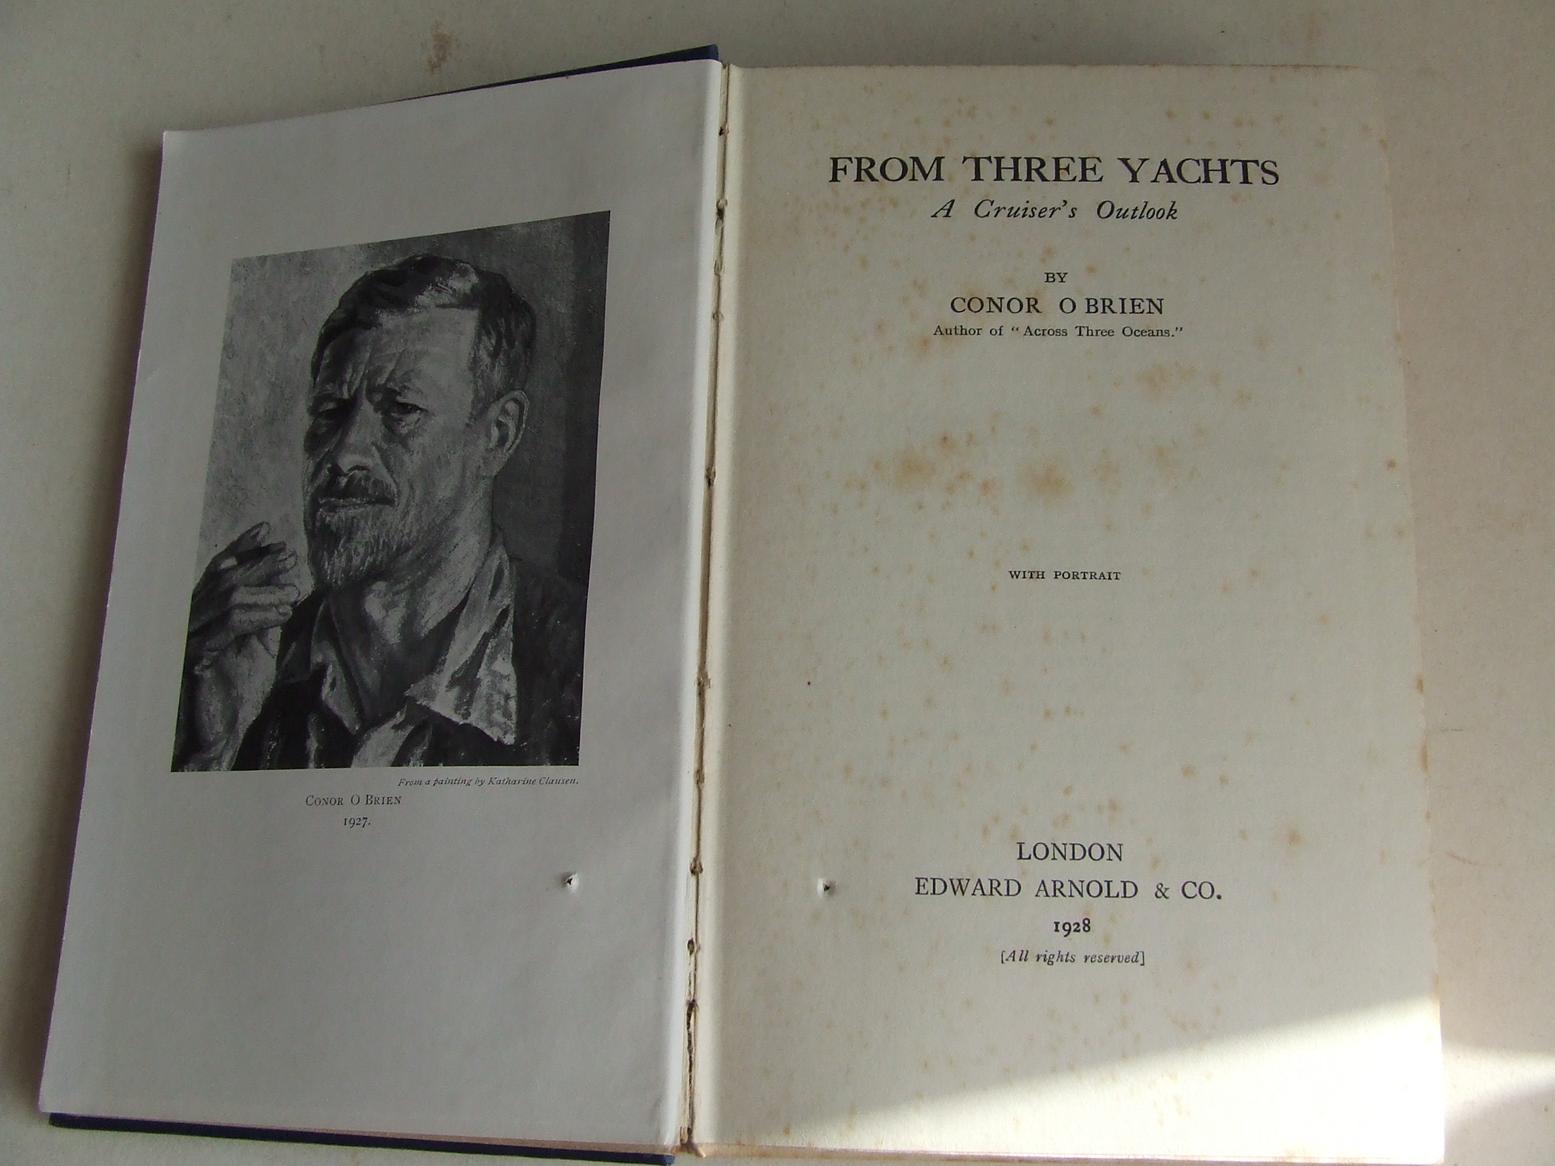 From a painting by Katharine Clausen.
CONOR O BRIEN
1927.
FROM THREE YACHTS
A Cruiser's Outlook
BY
CONOR O BRIEN
Author of "Across Three Oceans."
WITH PORTRAIT
LONDON
EDWARD ARNOLD & CO.
1928
[All rights reserved]